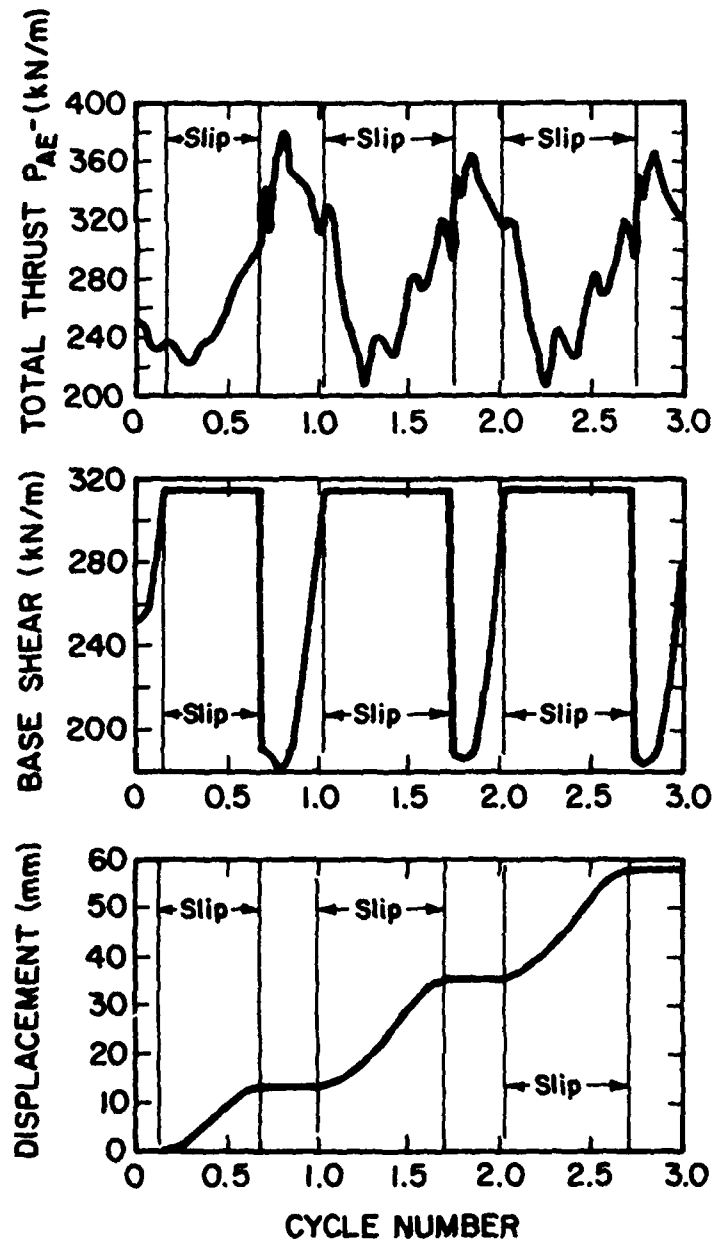 TOTAL THRUST PAE-(kN/m)
400
360
320
280
240
200
Slip
Slip
Slip
0
0.5
1.0
1.5
2.0
2.5
3.0
BASE SHEAR (kN/m)
320
280
240
200
Slip
Slip
Slip
0
0.5
1.0
1.5
2.0
2.5
3.0
DISPLACEMENT (mm)
60
50
40
30
20
10
0
Slip
Slip
Slip
0
0.5
1.0
1.5
2.0
2.5
3.0
CYCLE NUMBER